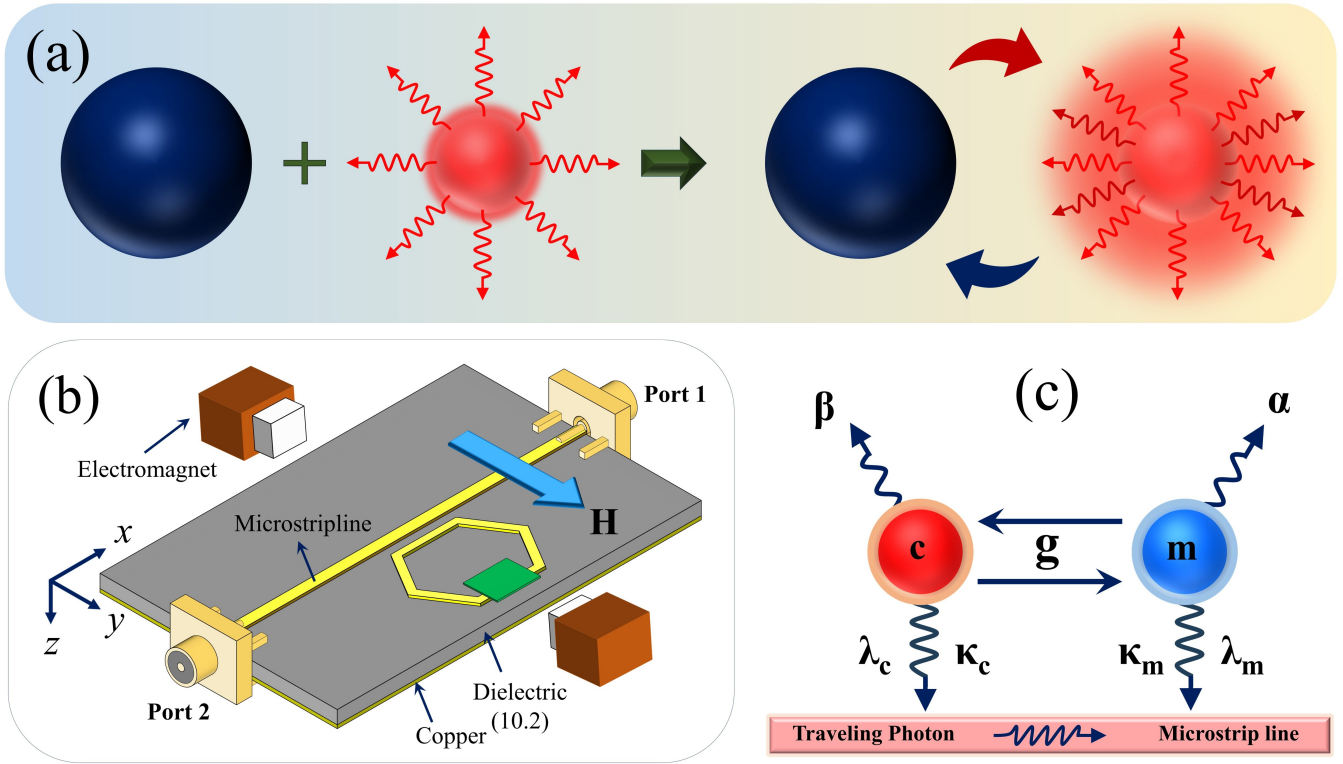 (a)
(b)
Port 1
Electromagnet
H
Microstripline
x
y
z
Port 2
Dielectric
(10.2)
Copper
(c)
β
α
c
g
m
λc
κc
κm
λm
Traveling Photon
Microstrip line